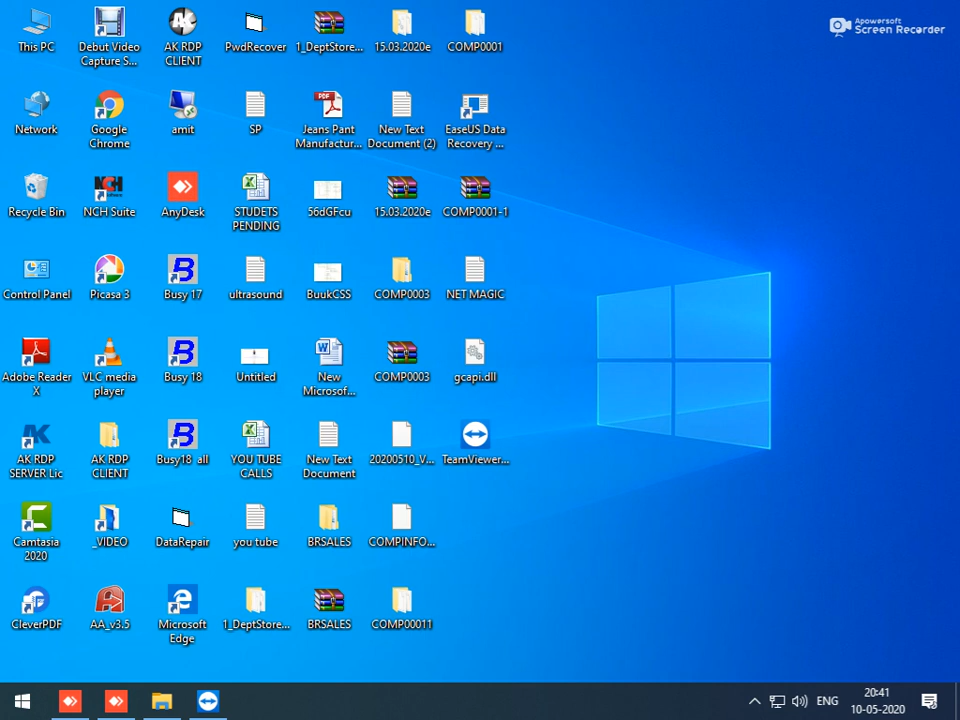 This PC
Debut Video
Capture S...
AK RDP
CLIENT
PwdRecover
1_DeptStore...
15.03.2020e
COMP0001
Apowersoft
Screen Recorder
Network
Google
Chrome
amit
SP
Jeans Pant
Manufactur...
New Text
Document (2)
EaseUS Data
Recovery ...
Recycle Bin
NCH
NCH Suite
AnyDesk
STUDETS
PENDING
56dGFcu
15.03.2020e
COMP0001-1
Control Panel
Picasa 3
Busy 17
ultrasound
BuukCSS
COMP0003
NET MAGIC
Adobe Reader
X
VLC media
player
Busy 18
Untitled
New
Microsof...
COMP0003
gcapi.dll
AK RDP
SERVER Lic
AK RDP
CLIENT
Busy18 all
YOU TUBE
CALLS
New Text
Document
20200510_V...
TeamViewer...
Camtasia
2020
_VIDEO
DataRepair
you tube
BRSALES
COMPINFO...
CleverPDF
AA_v3.5
Microsoft
Edge
1_DeptStore...
BRSALES
COMP00011
ENG
20:41
10-05-2020